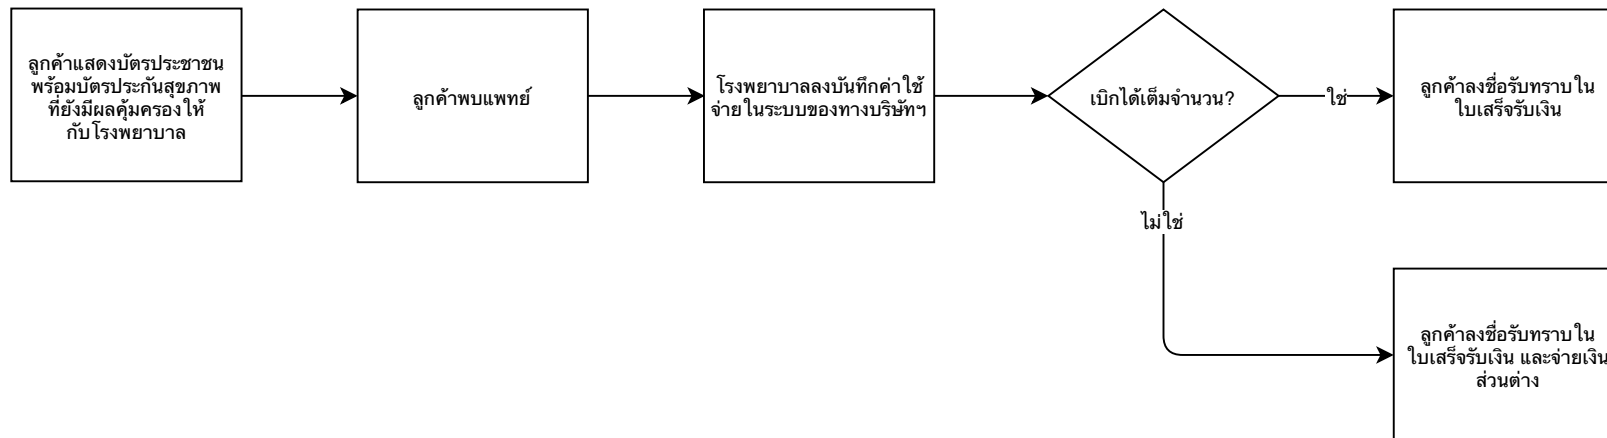 ลูกค้าแสดงบัตรประชาชน
พร้อมบัตรประกันสุขภาพ
ที่ยังมีผลคุ้มครองให้
กับโรงพยาบาล
ลูกค้าพบแพทย์
โรงพยาบาลลงบันทึกค่าใช้
จ่ายในระบบของทางบริษัทฯ
เบิกได้เต็มจำนวน?
ใช่
ลูกค้าลงชื่อรับทราบใน
ใบเสร็จรับเงิน
ไม่ใช่
ลูกค้าลงชื่อรับทราบใน
ใบเสร็จรับเงิน และจ่ายเงิน
ส่วนต่าง